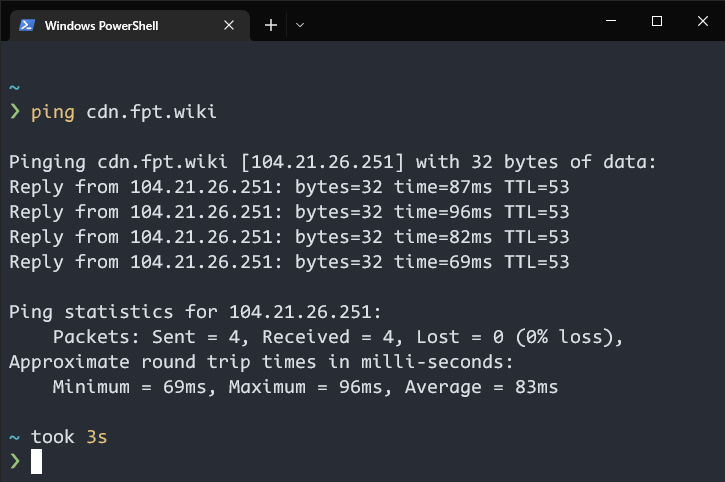 Windows PowerShell
~
❯ ping cdn.fpt.wiki
Pinging cdn.fpt.wiki [104.21.26.251] with 32 bytes of data:
Reply from 104.21.26.251: bytes=32 time=87ms TTL=53
Reply from 104.21.26.251: bytes=32 time=96ms TTL=53
Reply from 104.21.26.251: bytes=32 time=82ms TTL=53
Reply from 104.21.26.251: bytes=32 time=69ms TTL=53
Ping statistics for 104.21.26.251:
Packets: Sent = 4, Received = 4, Lost = 0 (0% loss),
Approximate round trip times in milli-seconds:
Minimum = 69ms, Maximum = 96ms, Average = 83ms
~ took 3s
❯